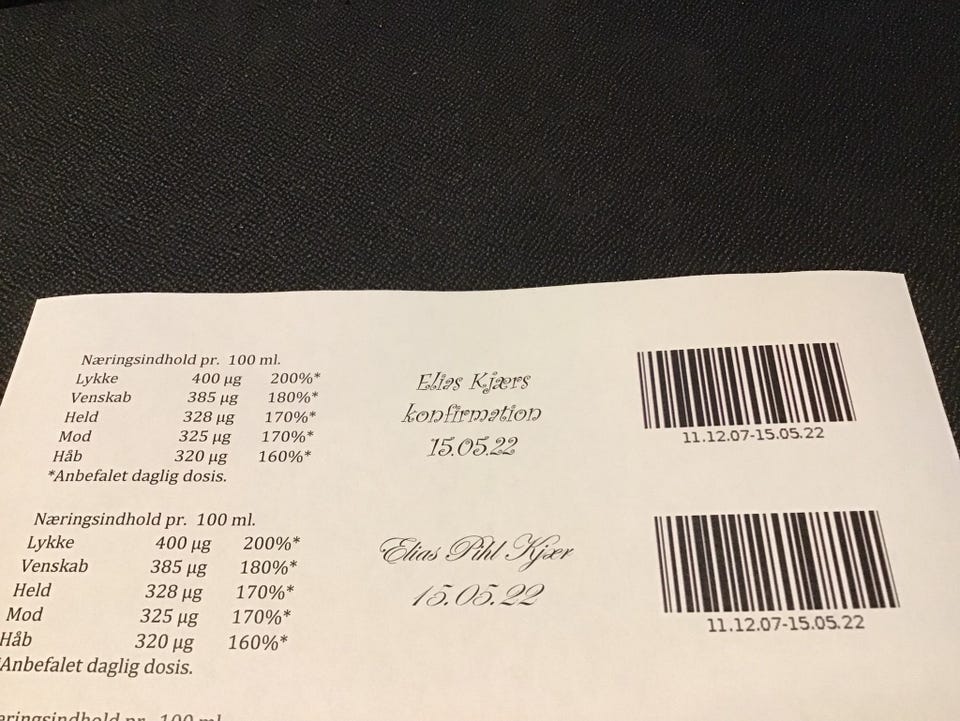 Næringsindhold pr. 100 ml.
Lykke 400 µg 200%*
Venskab 385 µg 180%*
Held 328 µg 170%*
Mod 325 µg 170%*
Håb 320 µg 160%*
*Anbefalet daglig dosis.
Elias Kjærs
konfirmation
15.05.22
11.12.07-15.05.22
Næringsindhold pr. 100 ml.
Lykke 400 µg 200%*
Venskab 385 µg 180%*
Held 328 µg 170%*
Mod 325 µg 170%*
Håb 320 µg 160%*
*Anbefalet daglig dosis.
Elias Pihl Kjær
15.05.22
11.12.07-15.05.22
æringsindhold pr. 100 ml.